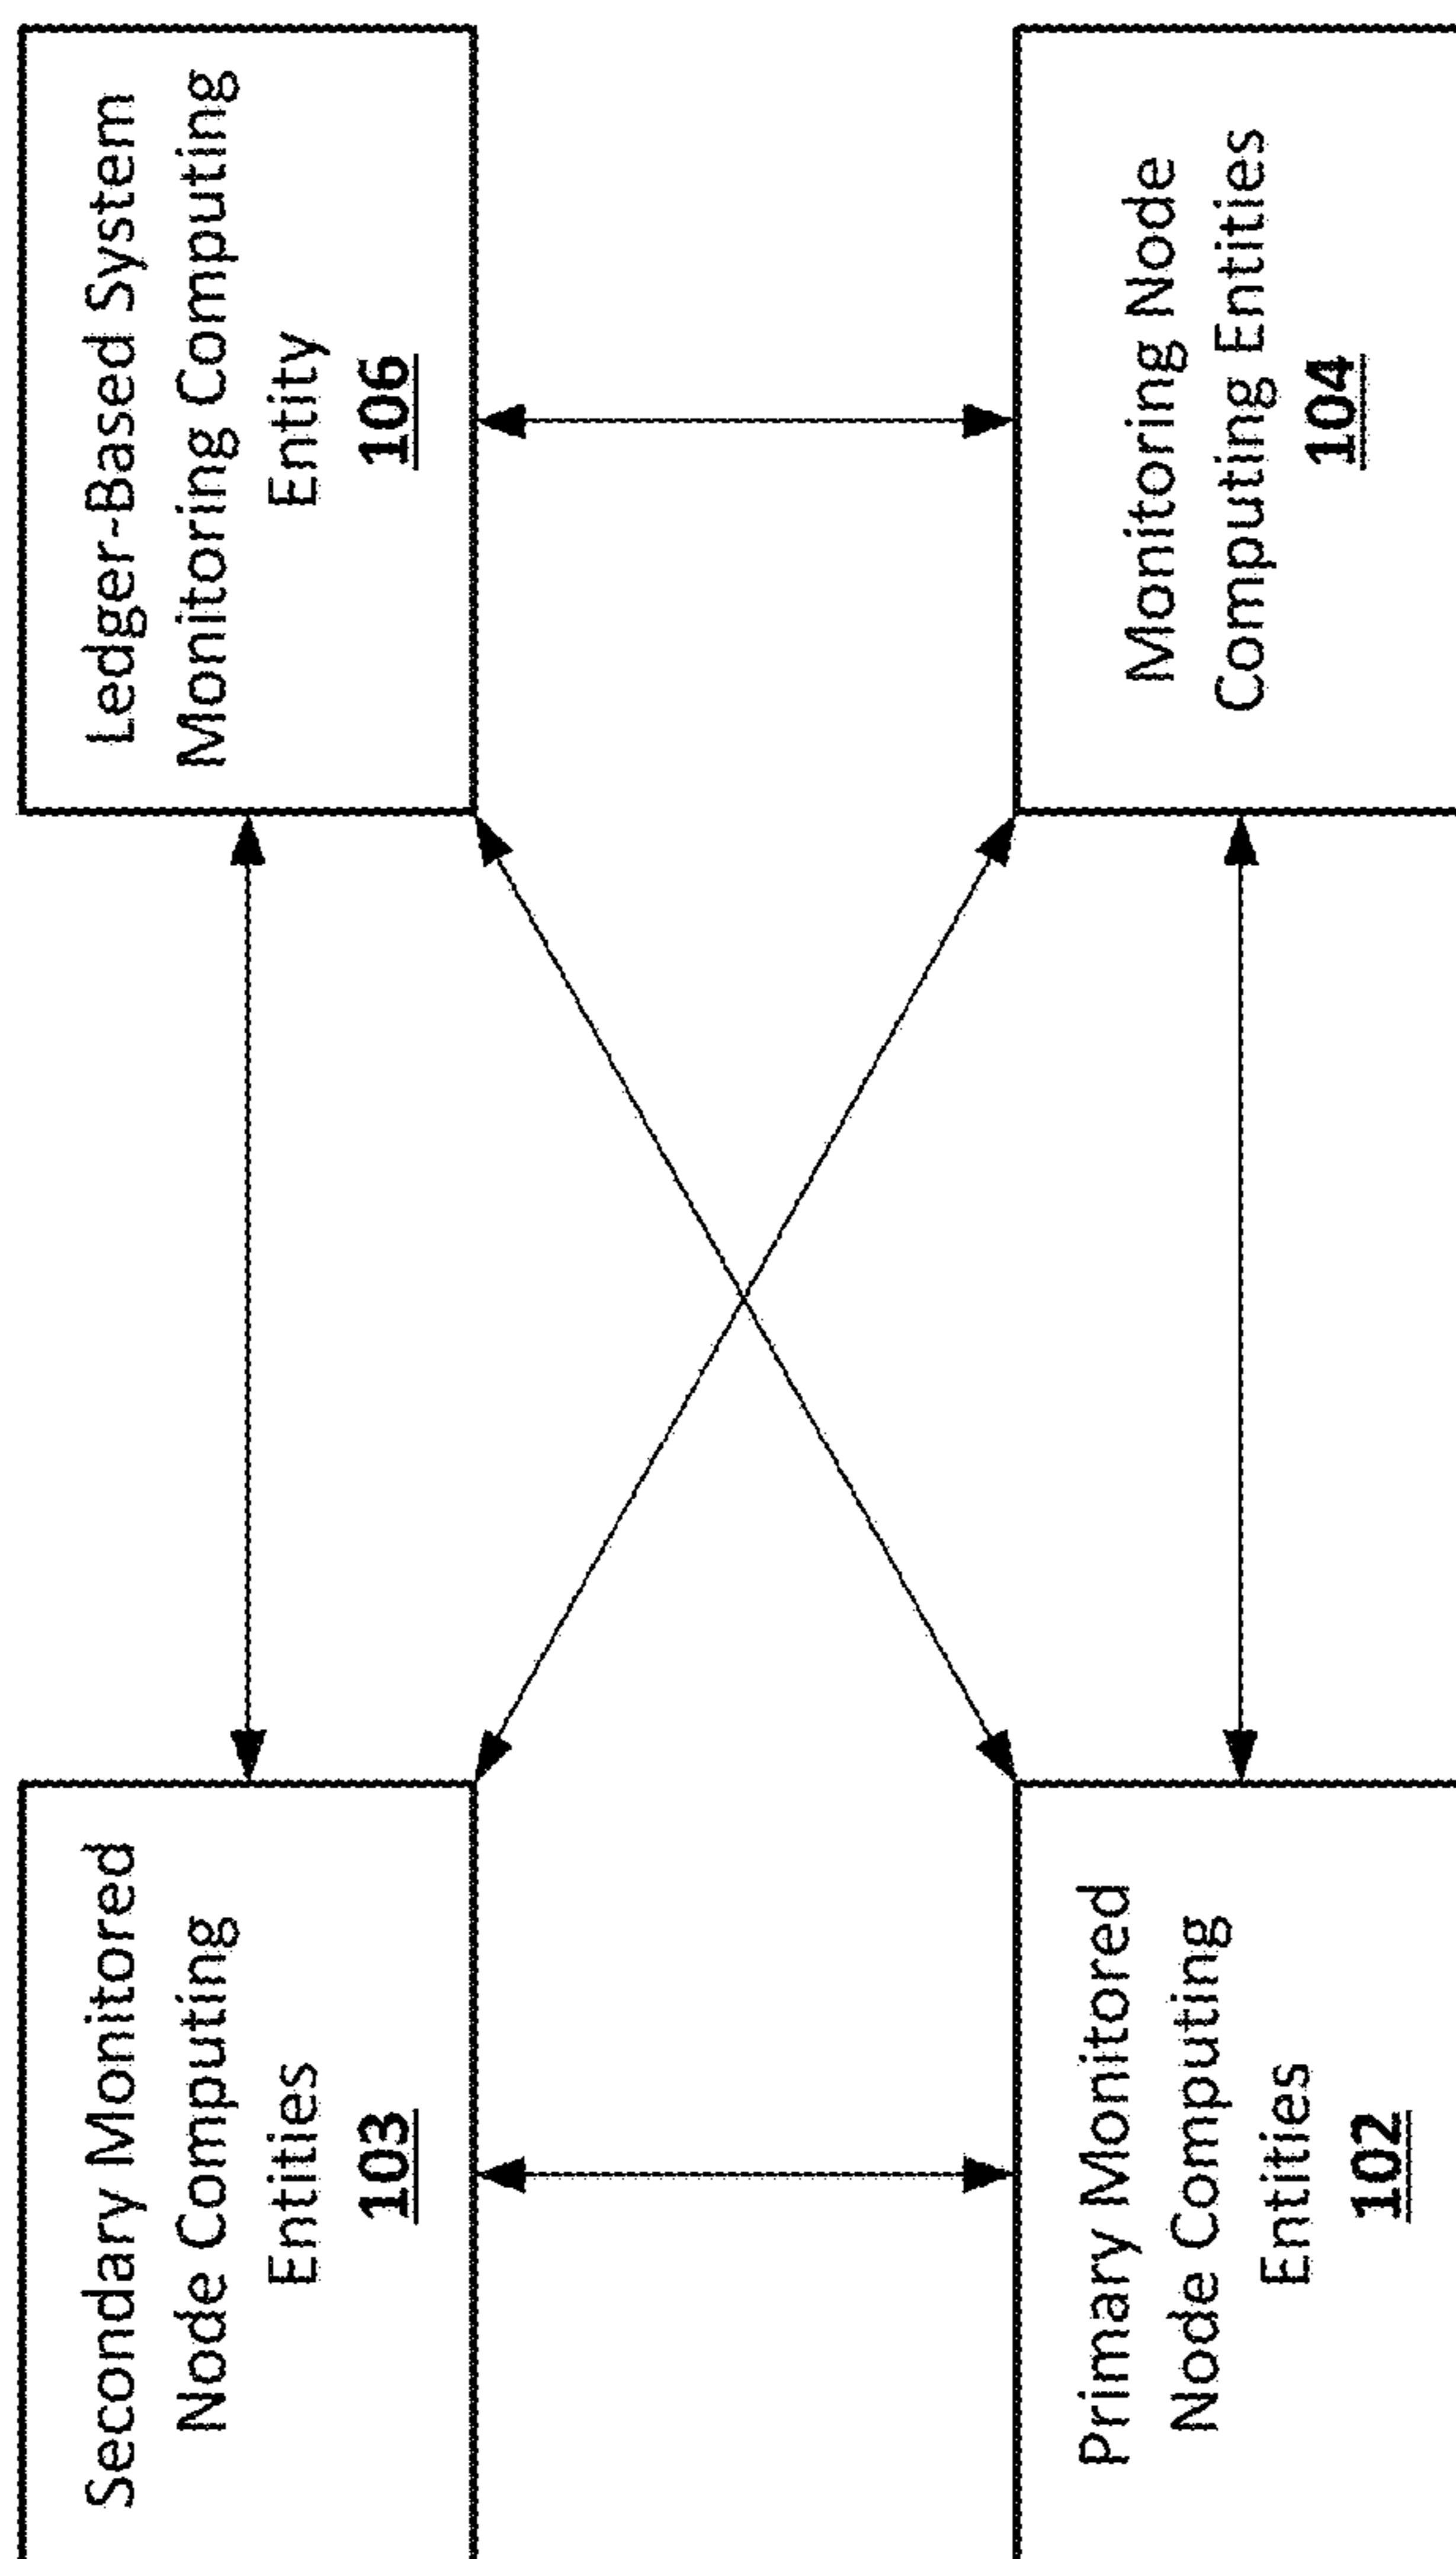 Secondary Monitored
Node Computing
Entities
103
Ledger-Based System
Monitoring Computing
Entity
106
Primary Monitored
Node Computing
Entities
102
Monitoring Node
Computing Entities
104